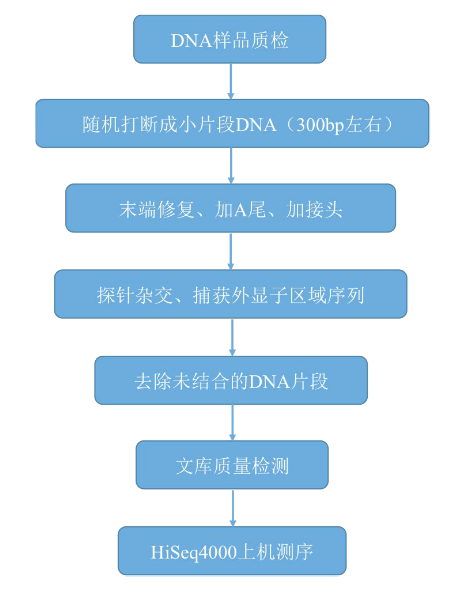 DNA样品质检
随机打断成小片段DNA（300bp左右）
末端修复、加A尾、加接头
探针杂交、捕获外显子区域序列
去除未结合的DNA片段
文库质量检测
HiSeq4000上机测序